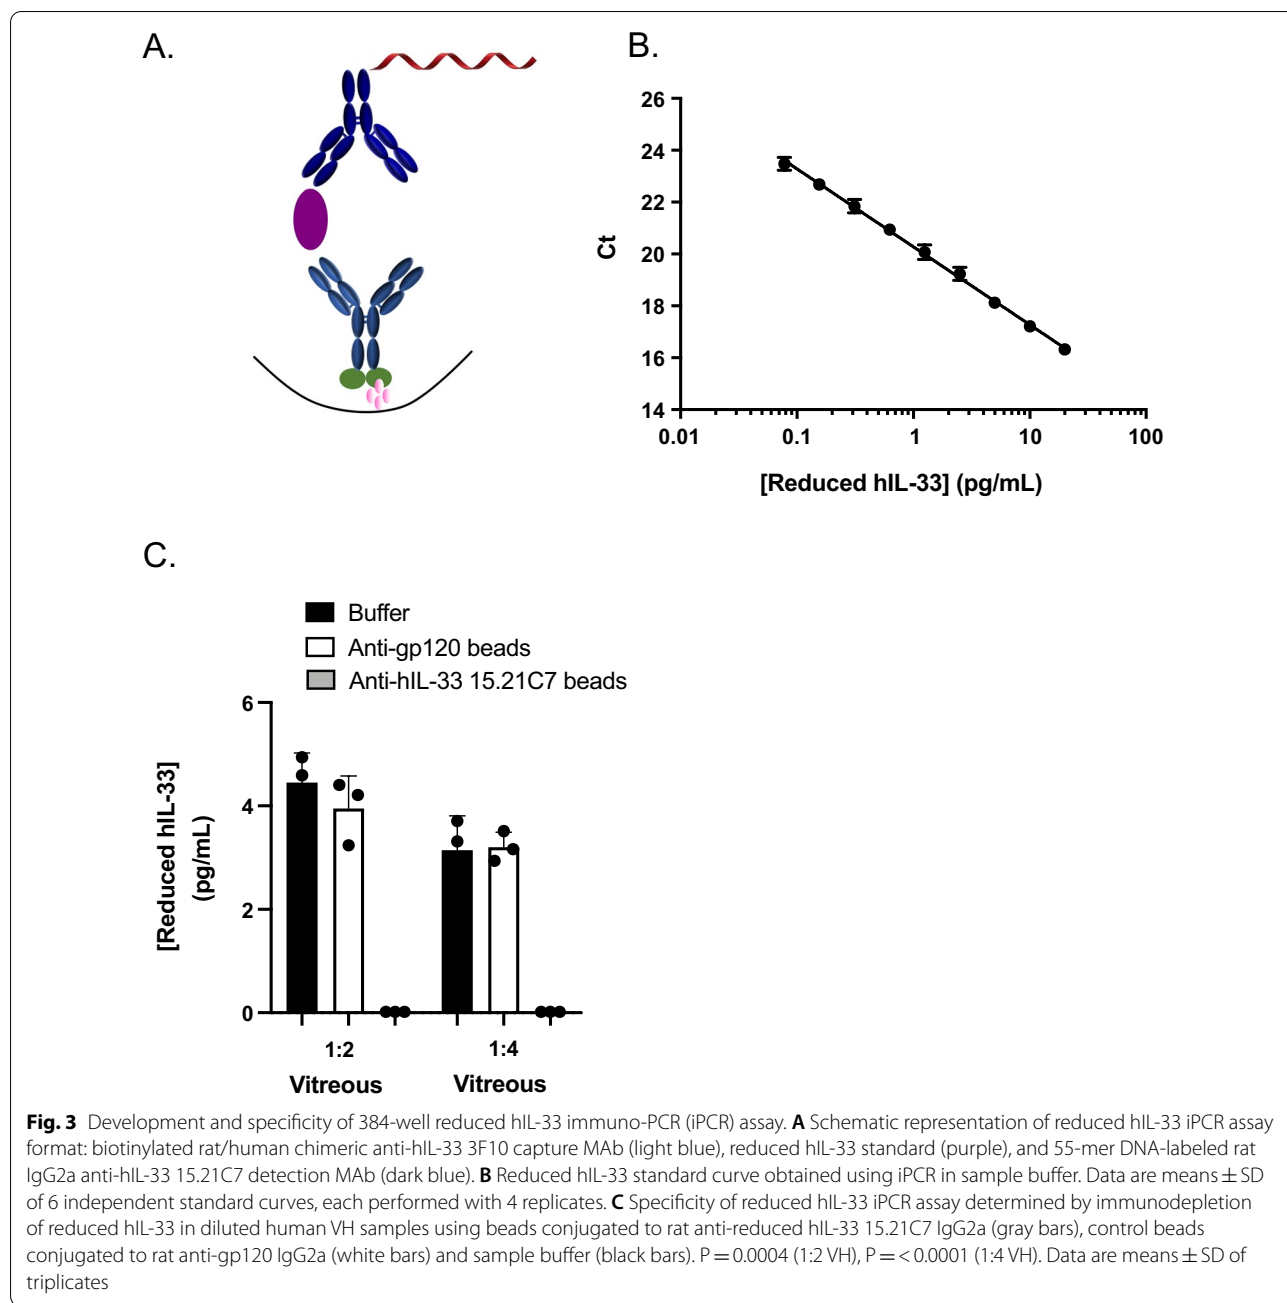 A.
B.
26
24
22
20
18
16
14
Ct
0.01 0.1 1 10 100
[Reduced hIL-33] (pg/mL)
C.
Buffer
Anti-gp120 beads
Anti-hIL-33 15.21C7 beads
6
4
2
0
[Reduced hIL-33]
(pg/mL)
1:2 1:4
Vitreous Vitreous
Fig. 3 Development and specificity of 384-well reduced hIL-33 immuno-PCR (iPCR) assay. A Schematic representation of reduced hIL-33 iPCR assay
format: biotinylated rat/human chimeric anti-hIL-33 3F10 capture MAb (light blue), reduced hIL-33 standard (purple), and 55-mer DNA-labeled rat
IgG2a anti-hIL-33 15.21C7 detection MAb (dark blue). B Reduced hIL-33 standard curve obtained using iPCR in sample buffer. Data are means ± SD
of 6 independent standard curves, each performed with 4 replicates. C Specificity of reduced hIL-33 iPCR assay determined by immunodepletion
of reduced hIL-33 in diluted human VH samples using beads conjugated to rat anti-reduced hIL-33 15.21C7 IgG2a (gray bars), control beads
conjugated to rat anti-gp120 IgG2a (white bars) and sample buffer (black bars). P = 0.0004 (1:2 VH), P = < 0.0001 (1:4 VH). Data are means ± SD of
triplicates